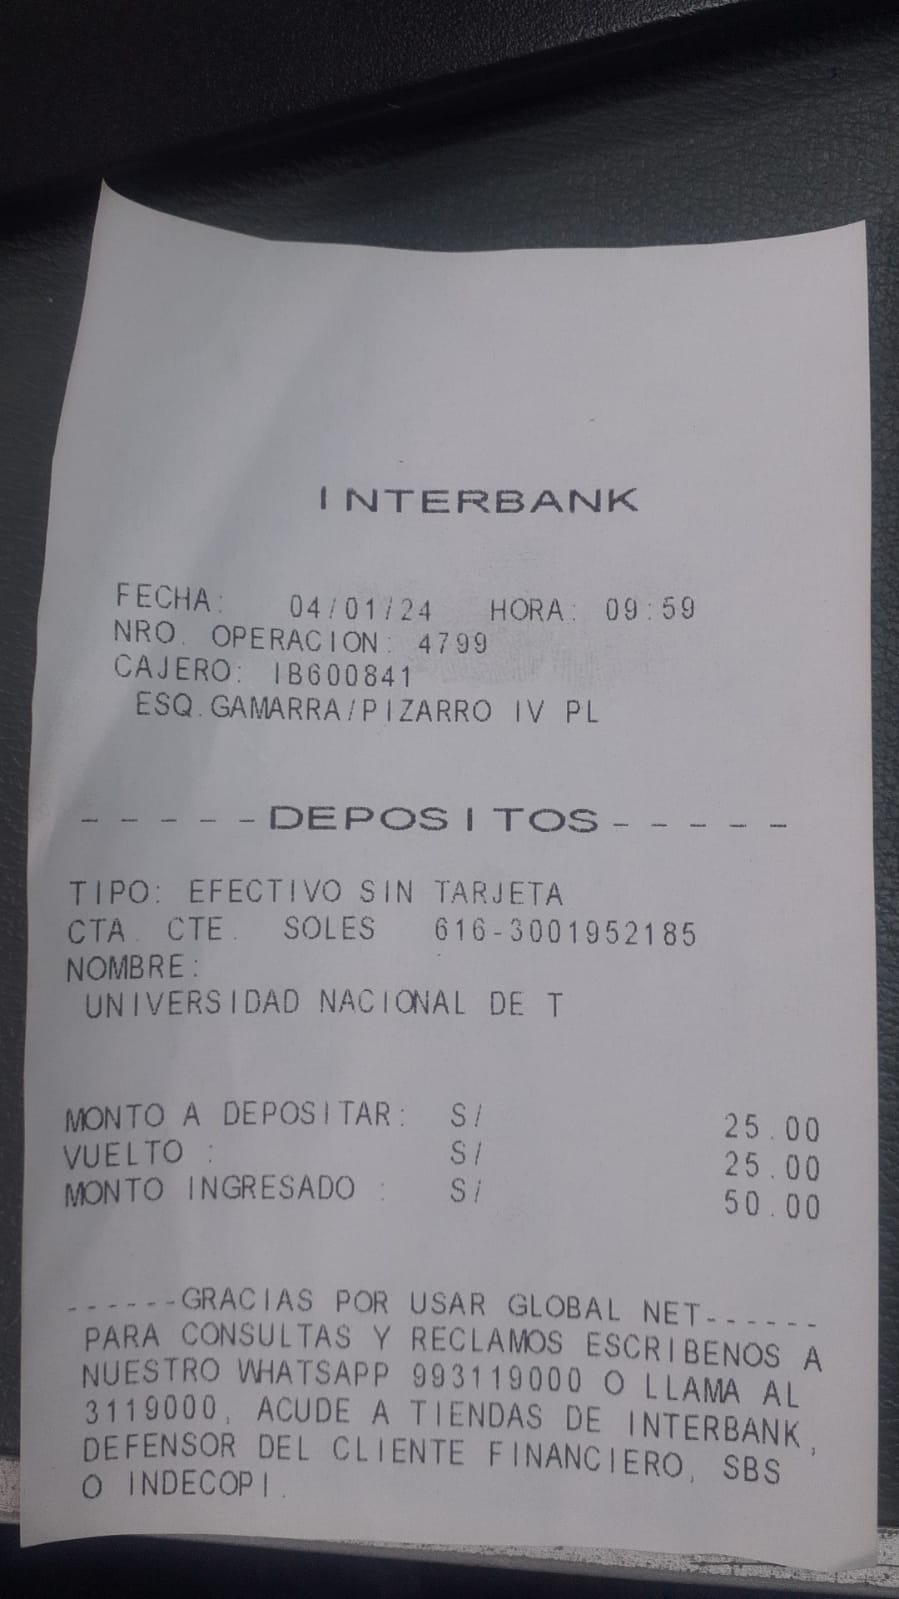 INTERBANK
FECHA: 04/01/24 HORA: 09:59
NRO. OPERACION: 4799
CAJERO: IB600841
ESQ.GAMARRA/PIZARRO IV PL
-----DEPOSITOS-----
TIPO: EFECTIVO SIN TARJETA
CTA. CTE. SOLES 616-3001952185
NOMBRE:
UNIVERSIDAD NACIONAL DE T
MONTO A DEPOSITAR: S/ 25.00
VUELTO : S/ 25.00
MONTO INGRESADO : S/ 50.00
------GRACIAS POR USAR GLOBAL NET------
PARA CONSULTAS Y RECLAMOS ESCRIBENOS A
NUESTRO WHATSAPP 993119000 O LLAMA AL
3119000, ACUDE A TIENDAS DE INTERBANK,
DEFENSOR DEL CLIENTE FINANCIERO, SBS
O INDECOPI.